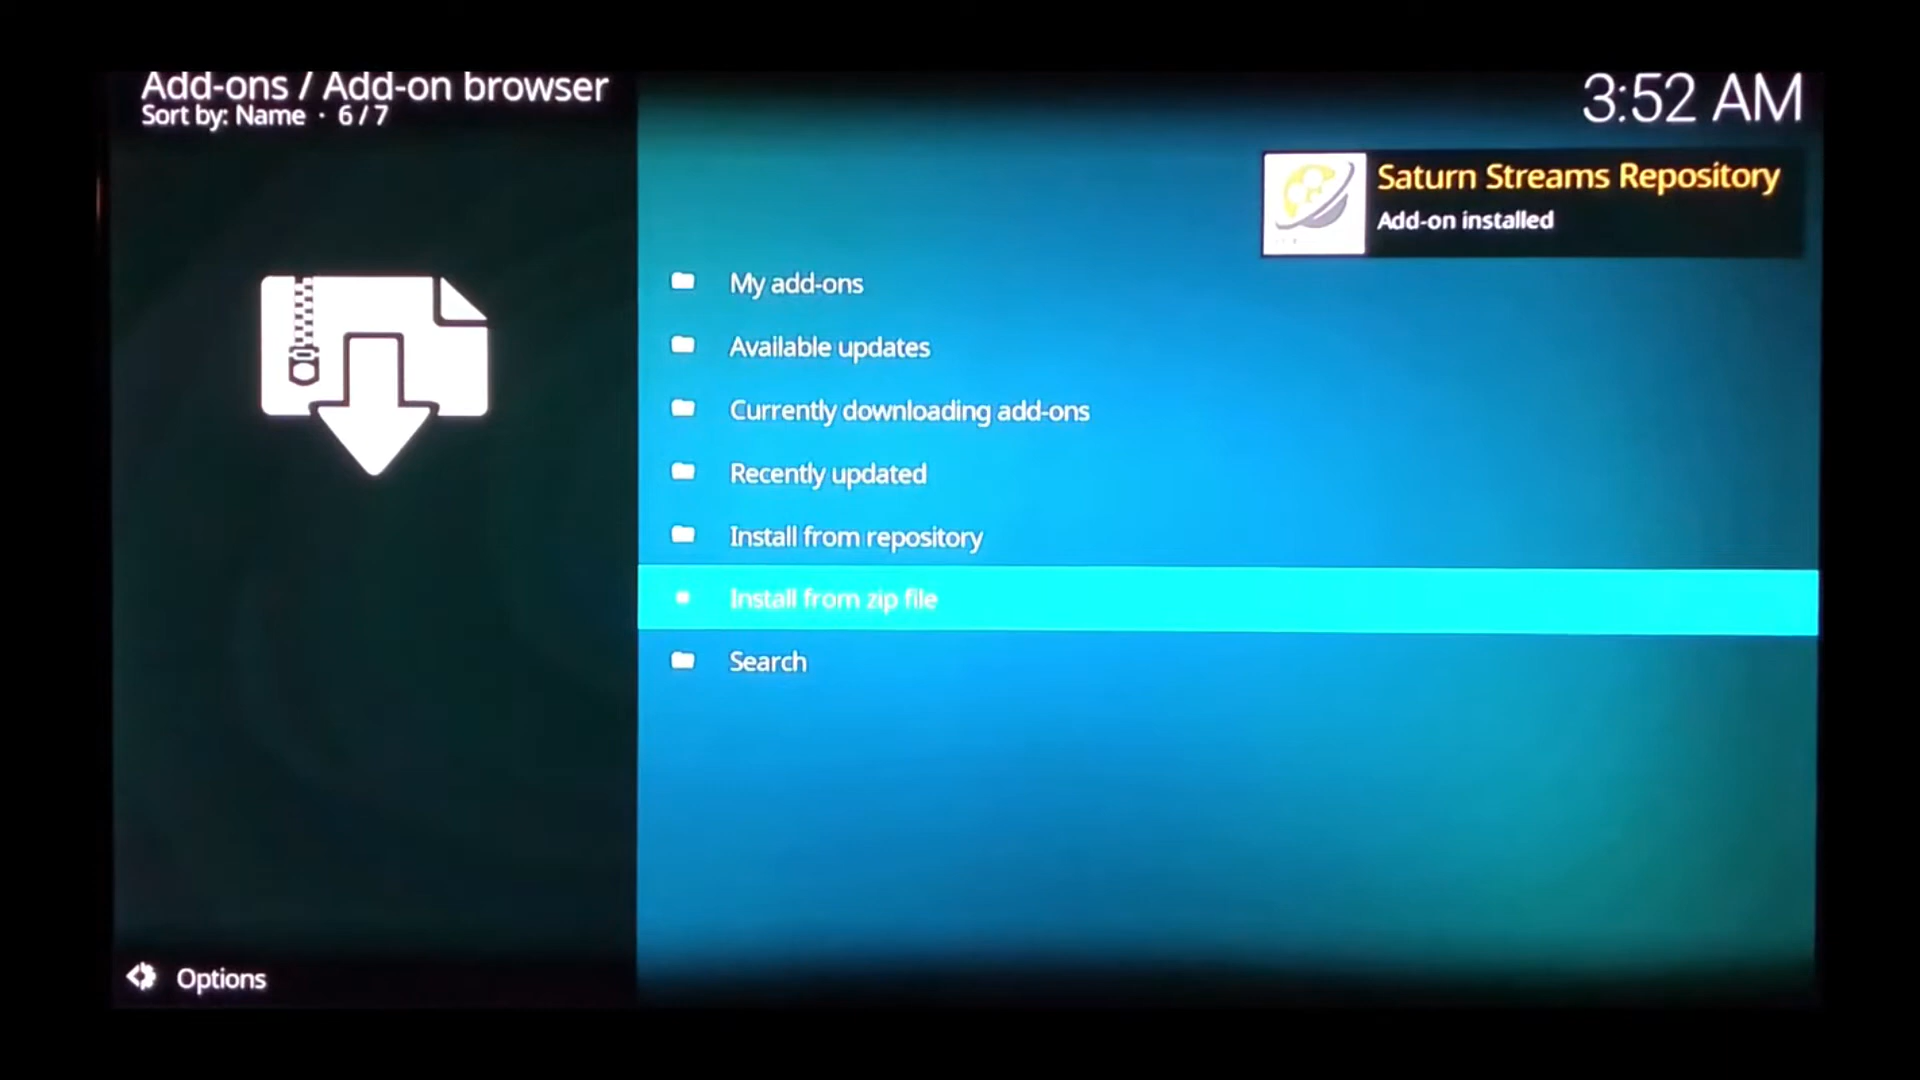 Add-ons / Add-on browser
Sort by: Name · 6 / 7
3:52 AM
Saturn Streams Repository
Add-on installed
My add-ons
Available updates
Currently downloading add-ons
Recently updated
Install from repository
Install from zip file
Search
Options